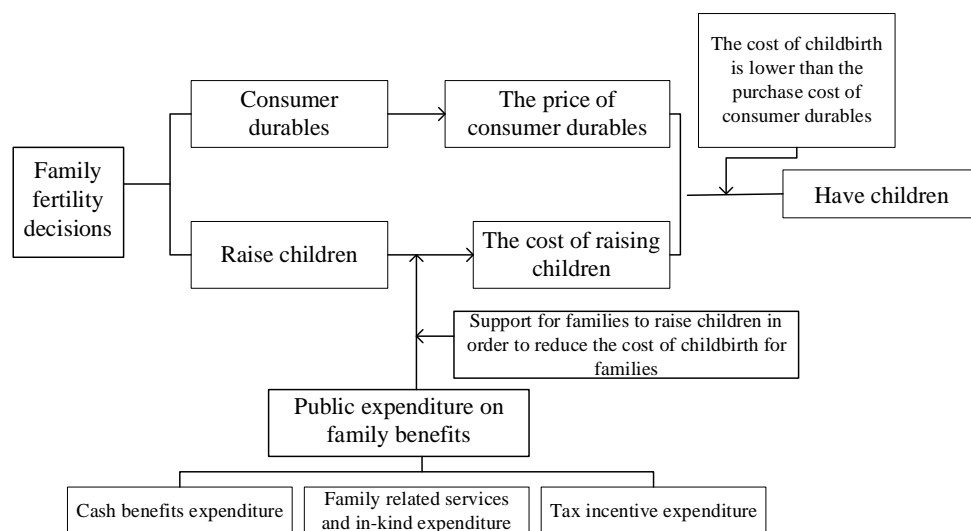 The cost of childbirth
is lower than the
purchase cost of
consumer durables
Consumer
durables
The price of
consumer durables
Family
fertility
decisions
Have children
Raise children
The cost of raising
children
Support for families to raise children in
order to reduce the cost of childbirth for
families
Public expenditure on
family benefits
Cash benefits expenditure
Family related services
and in-kind expenditure
Tax incentive expenditure